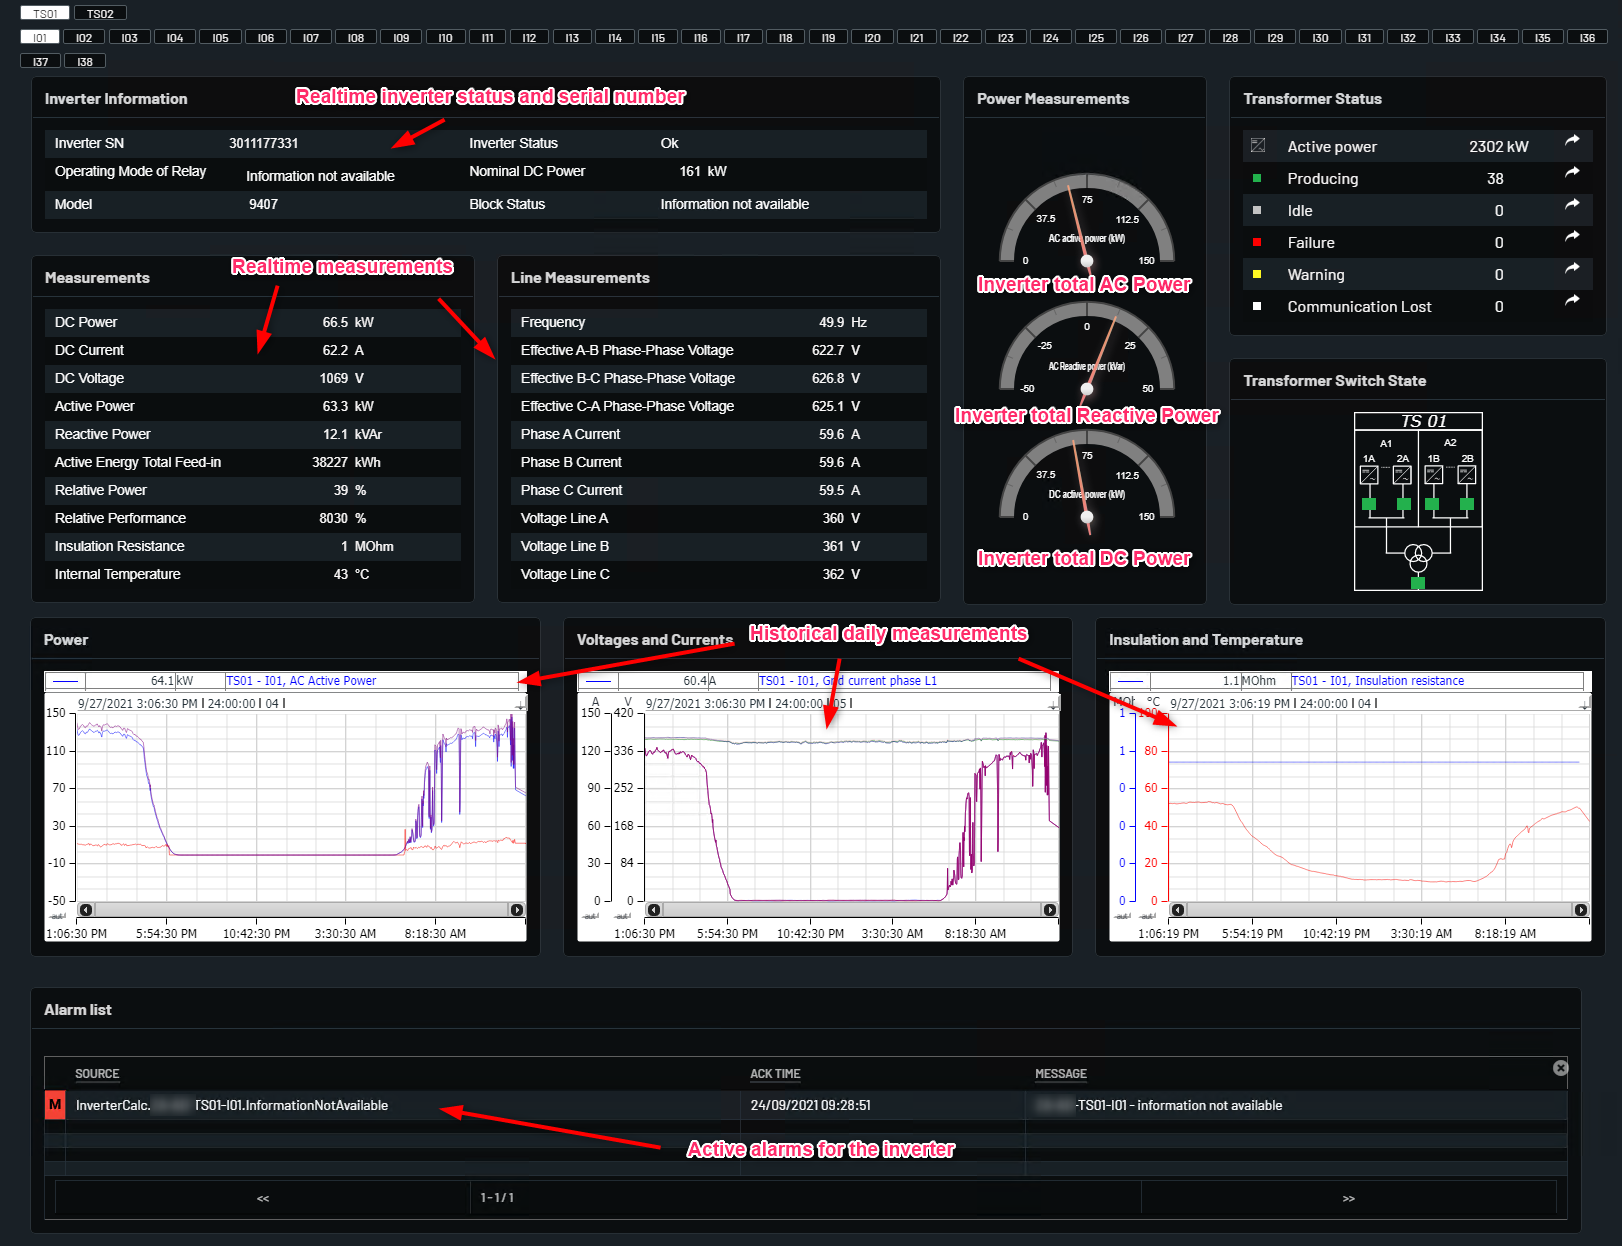 TS01 TS02
I01 I02 I03 I04 I05 I06 I07 I08 I09 I10 I11 I12 I13 I14 I15 I16 I17 I18 I19 I20 I21 I22 I23 I24 I25 I26 I27 I28 I29 I30 I31 I32 I33 I34 I35 I36
I37 I38
Inverter Information
Realtime inverter status and serial number
Inverter SN 3011177331 Inverter Status Ok
Operating Mode of Relay Information not available Nominal DC Power 161 kW
Model 9407 Block Status Information not available
Measurements
Realtime measurements
DC Power 66.5 kW
DC Current 62.2 A
DC Voltage 1069 V
Active Power 63.3 kW
Reactive Power 12.1 kVAr
Active Energy Total Feed-in 38227 kWh
Relative Power 39 %
Relative Performance 8030 %
Insulation Resistance 1 MOhm
Internal Temperature 43 °C
Line Measurements
Frequency 49.9 Hz
Effective A-B Phase-Phase Voltage 622.7 V
Effective B-C Phase-Phase Voltage 626.8 V
Effective C-A Phase-Phase Voltage 625.1 V
Phase A Current 59.6 A
Phase B Current 59.6 A
Phase C Current 59.5 A
Voltage Line A 360 V
Voltage Line B 361 V
Voltage Line C 362 V
Power Measurements
75
37.5 112.5
AC active power (kW)
0 150
Inverter total AC Power
0
-25 25
AC Reactive power (kVar)
-50 50
Inverter total Reactive Power
75
37.5 112.5
DC active power (kW)
0 150
Inverter total DC Power
Transformer Status
Active power 2302 kW
Producing 38
Idle 0
Failure 0
Warning 0
Communication Lost 0
Transformer Switch State
TS 01
A1 A2
1A 2A 1B 2B
Power
64.1 kW TS01 - I01, AC Active Power
9/27/2021 3:06:30 PM | 24:00:00 | 04 |
150
110
70
30
-10
-50
1:06:30 PM 5:54:30 PM 10:42:30 PM 3:30:30 AM 8:18:30 AM
Voltages and Currents
Historical daily measurements
60.4 A TS01 - I01, Grid current phase L1
A V 9/27/2021 3:06:30 PM | 24:00:00 | 05 |
150 420
120 336
90 252
60 168
30 84
0 0
1:06:30 PM 5:54:30 PM 10:42:30 PM 3:30:30 AM 8:18:30 AM
Insulation and Temperature
1.1 MOhm TS01 - I01, Insulation resistance
°C 9/27/2021 3:06:19 PM | 24:00:00 | 04 |
1 100
1 80
0 60
0 40
0 20
0 0
1:06:19 PM 5:54:19 PM 10:42:19 PM 3:30:19 AM 8:18:19 AM
Alarm list
SOURCE ACK TIME MESSAGE
M InverterCalc. TS01-I01.InformationNotAvailable 24/09/2021 09:28:51 -TS01-I01 - information not available
Active alarms for the inverter
<< 1-1/1 >>